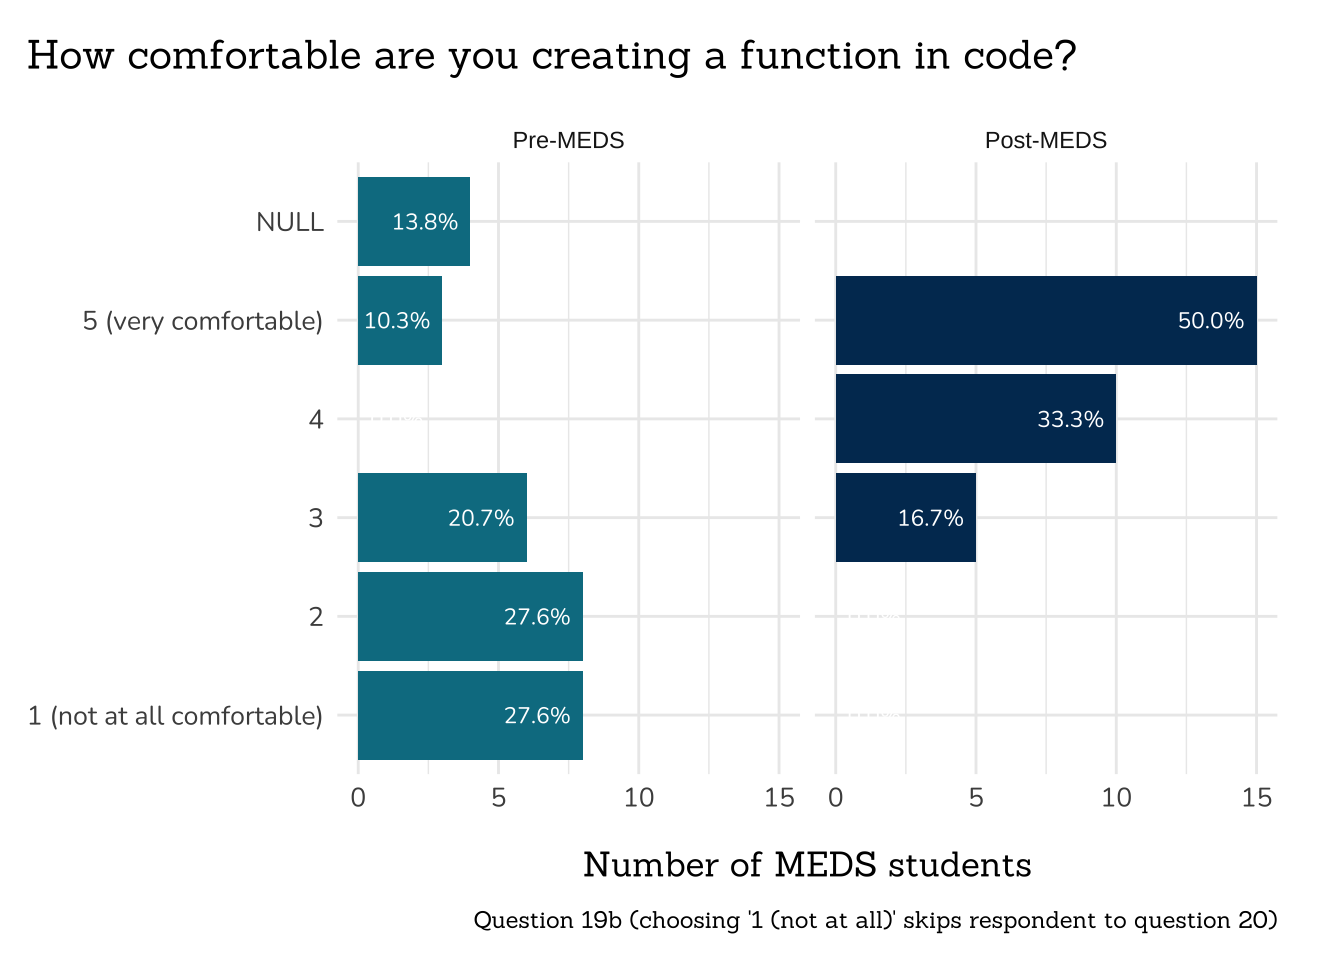 How comfortable are you creating a function in code?
Pre-MEDS Post-MEDS
NULL 13.8%
5 (very comfortable) 10.3% 50.0%
4 33.3%
3 20.7% 16.7%
2 27.6%
1 (not at all comfortable) 27.6%
0 5 10 15 0 5 10 15
Number of MEDS students
Question 19b (choosing '1 (not at all)' skips respondent to question 20)